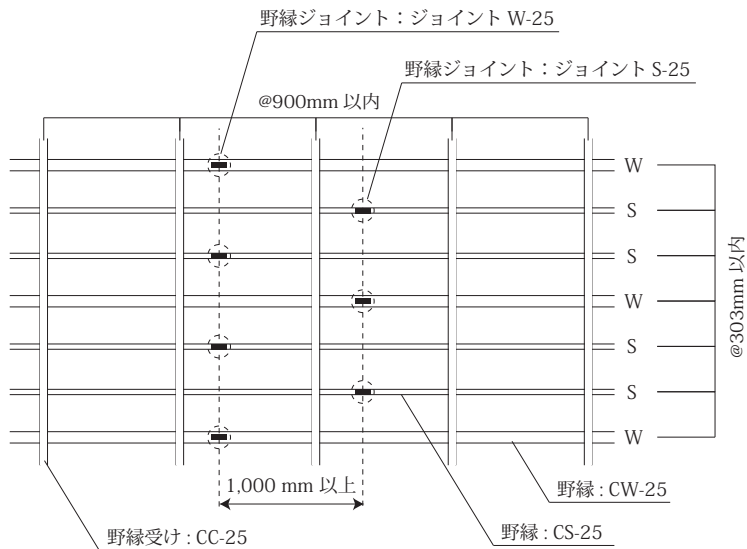 野縁ジョイント：ジョイント W-25
野縁ジョイント：ジョイント S-25
@900mm 以内
W
S
S
W
S
S
W
@303mm 以内
1,000 mm 以上
野縁 : CW-25
野縁 : CS-25
野縁受け : CC-25